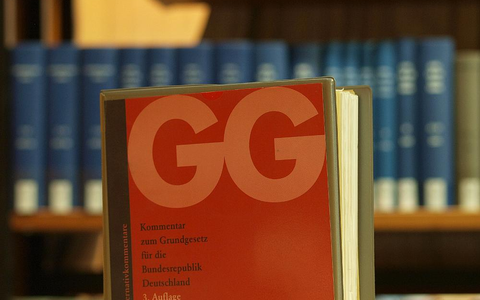 GG
Kommentar
zum Grundgesetz
für die
Bundesrepublik
Deutschland
3. Auflage